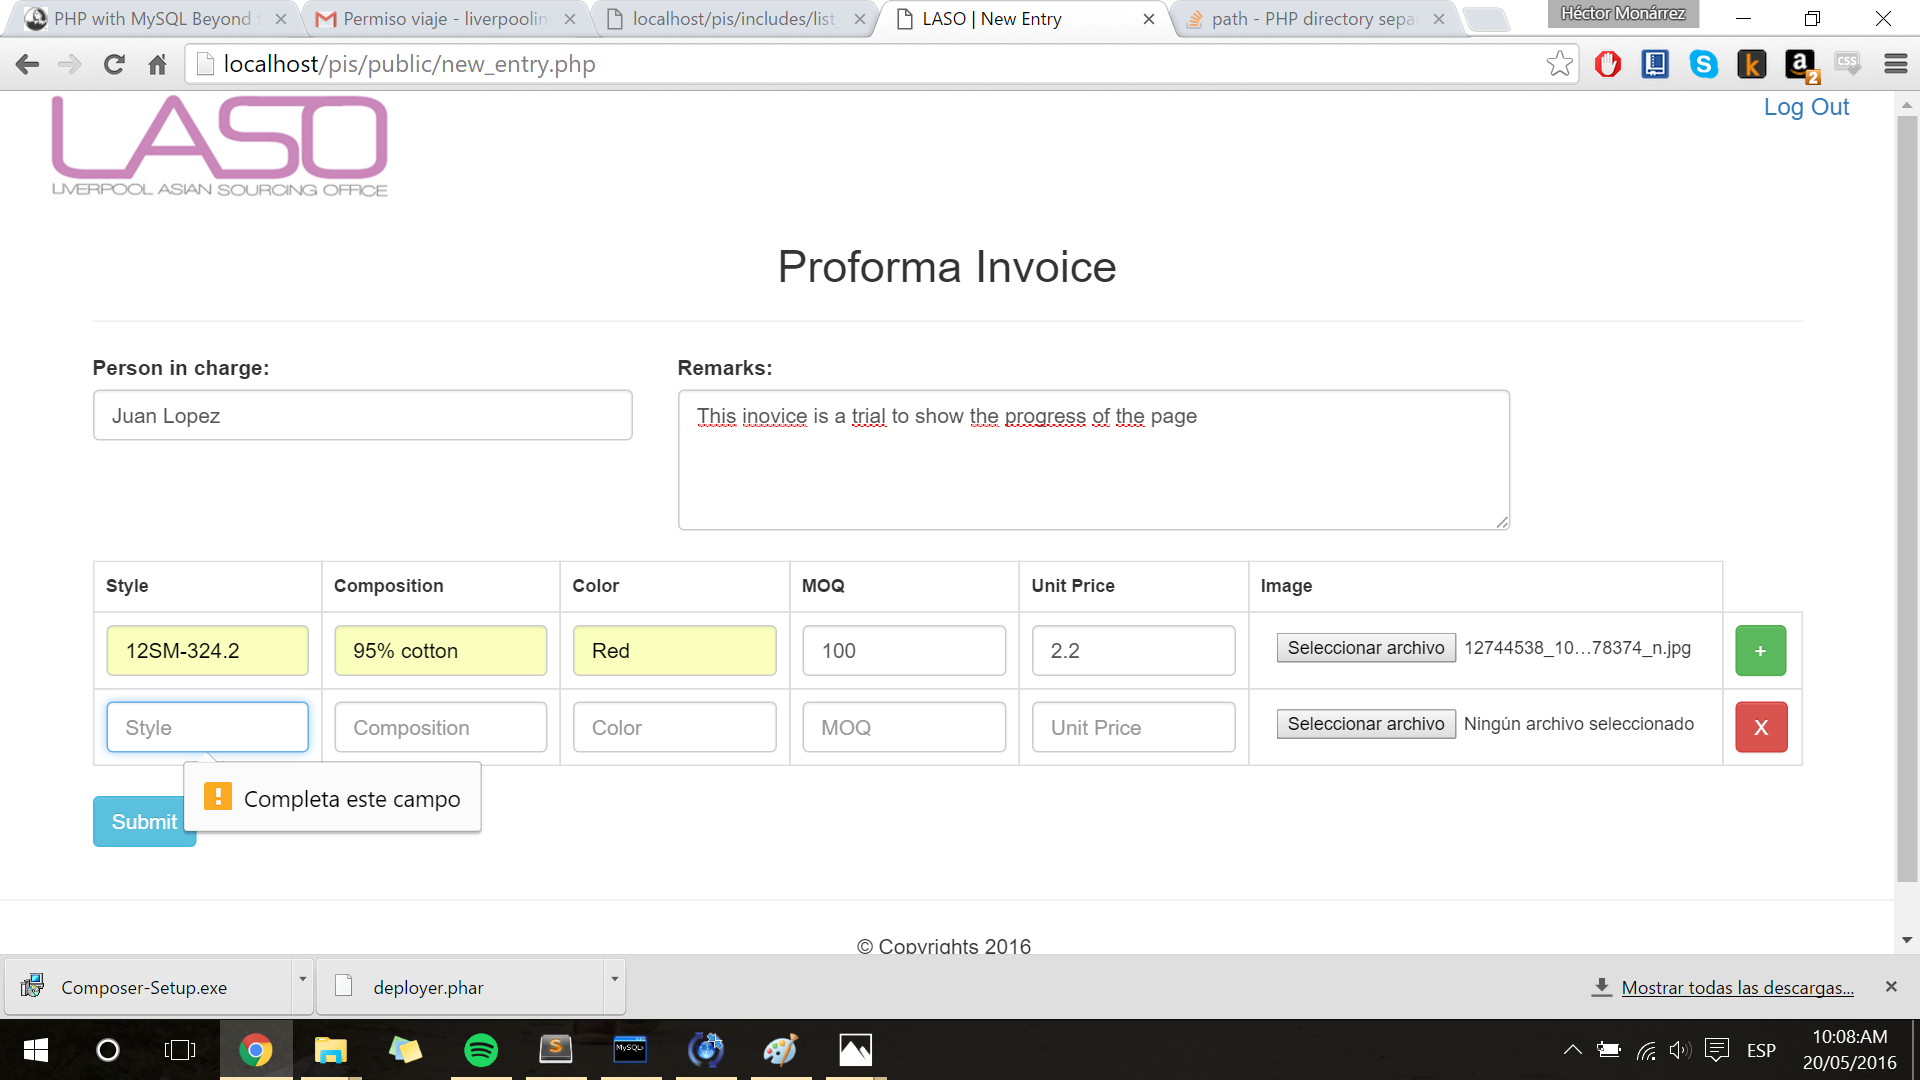 PHP with MySQL Beyond t
Permiso viaje - liverpoolin
localhost/pis/includes/list
LASO | New Entry
path - PHP directory sepa
Héctor Monárrez
localhost/pis/public/new_entry.php
LASO
LIVERPOOL ASIAN SOURCING OFFICE
Log Out
Proforma Invoice
Person in charge:
Remarks:
Juan Lopez
This inovice is a trial to show the progress of the page
Style Composition Color MOQ Unit Price Image
12SM-324.2 95% cotton Red 100 2.2 Seleccionar archivo 12744538_10…78374_n.jpg +
Style Composition Color MOQ Unit Price Seleccionar archivo Ningún archivo seleccionado X
Completa este campo
Submit
© Copyrights 2016
Composer-Setup.exe
deployer.phar
Mostrar todas las descargas...
MySQL
ESP
10:08:AM
20/05/2016
CSS
k
a
2
S